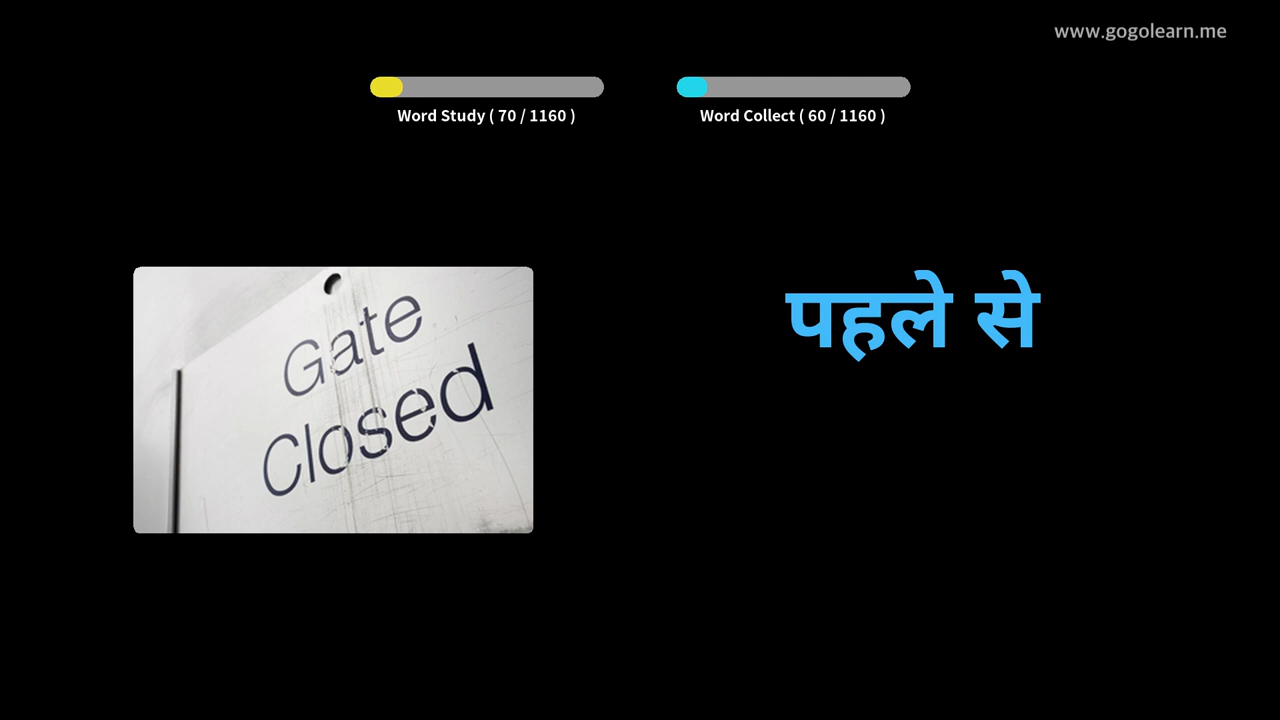 www.gogolearn.me
Word Study ( 70 / 1160 )
Word Collect ( 60 / 1160 )
Gate
Closed
पहले से